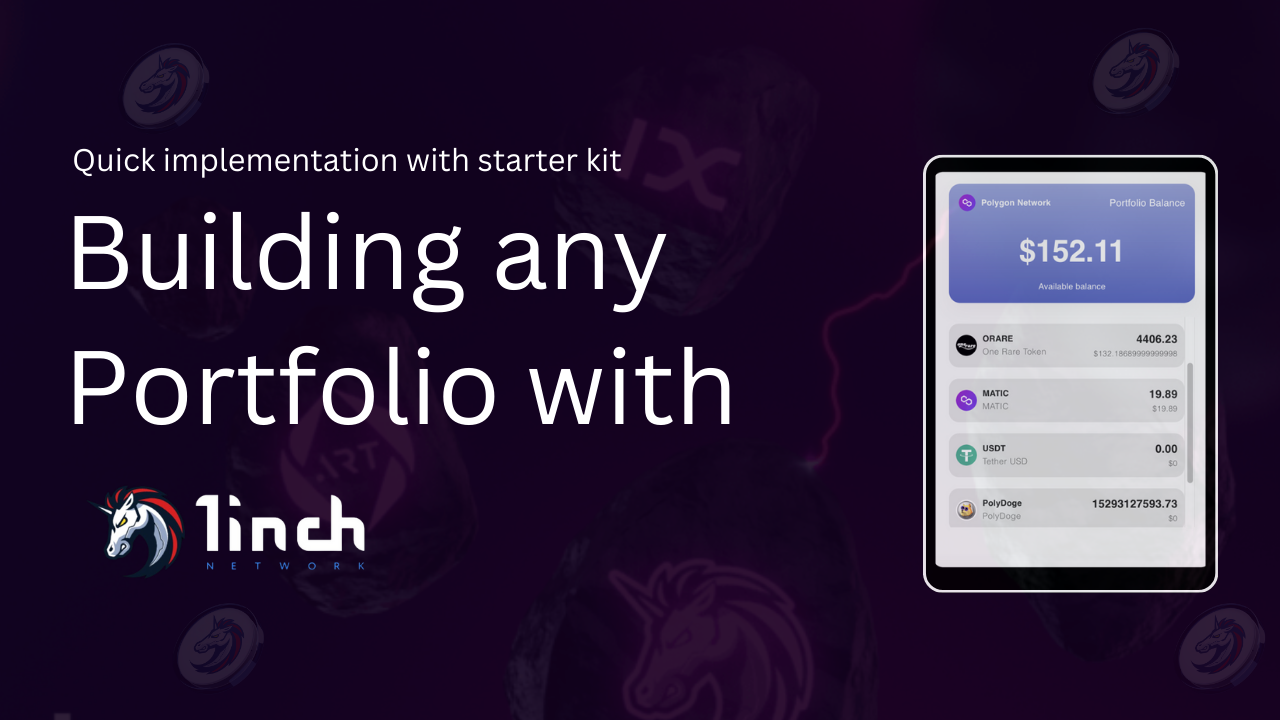 Quick implementation with starter kit
Building any
Portfolio with
1inch
NETWORK
Polygon Network
Portfolio Balance
$152.11
Available balance
ORARE
4406.23
One Rare Token
$132.18689999999998
MATIC
19.89
MATIC
$19.89
USDT
0.00
Tether USD
$0
PolyDoge
15293127593.73
PolyDoge
$0